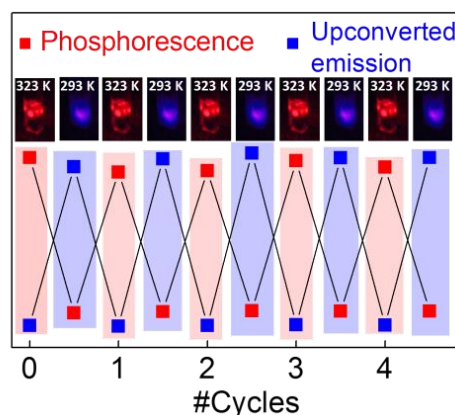 Phosphorescence
Upconverted
emission
323 K 293 K 323 K 293 K 323 K 293 K 323 K 293 K 323 K 293 K
0 1 2 3 4
#Cycles